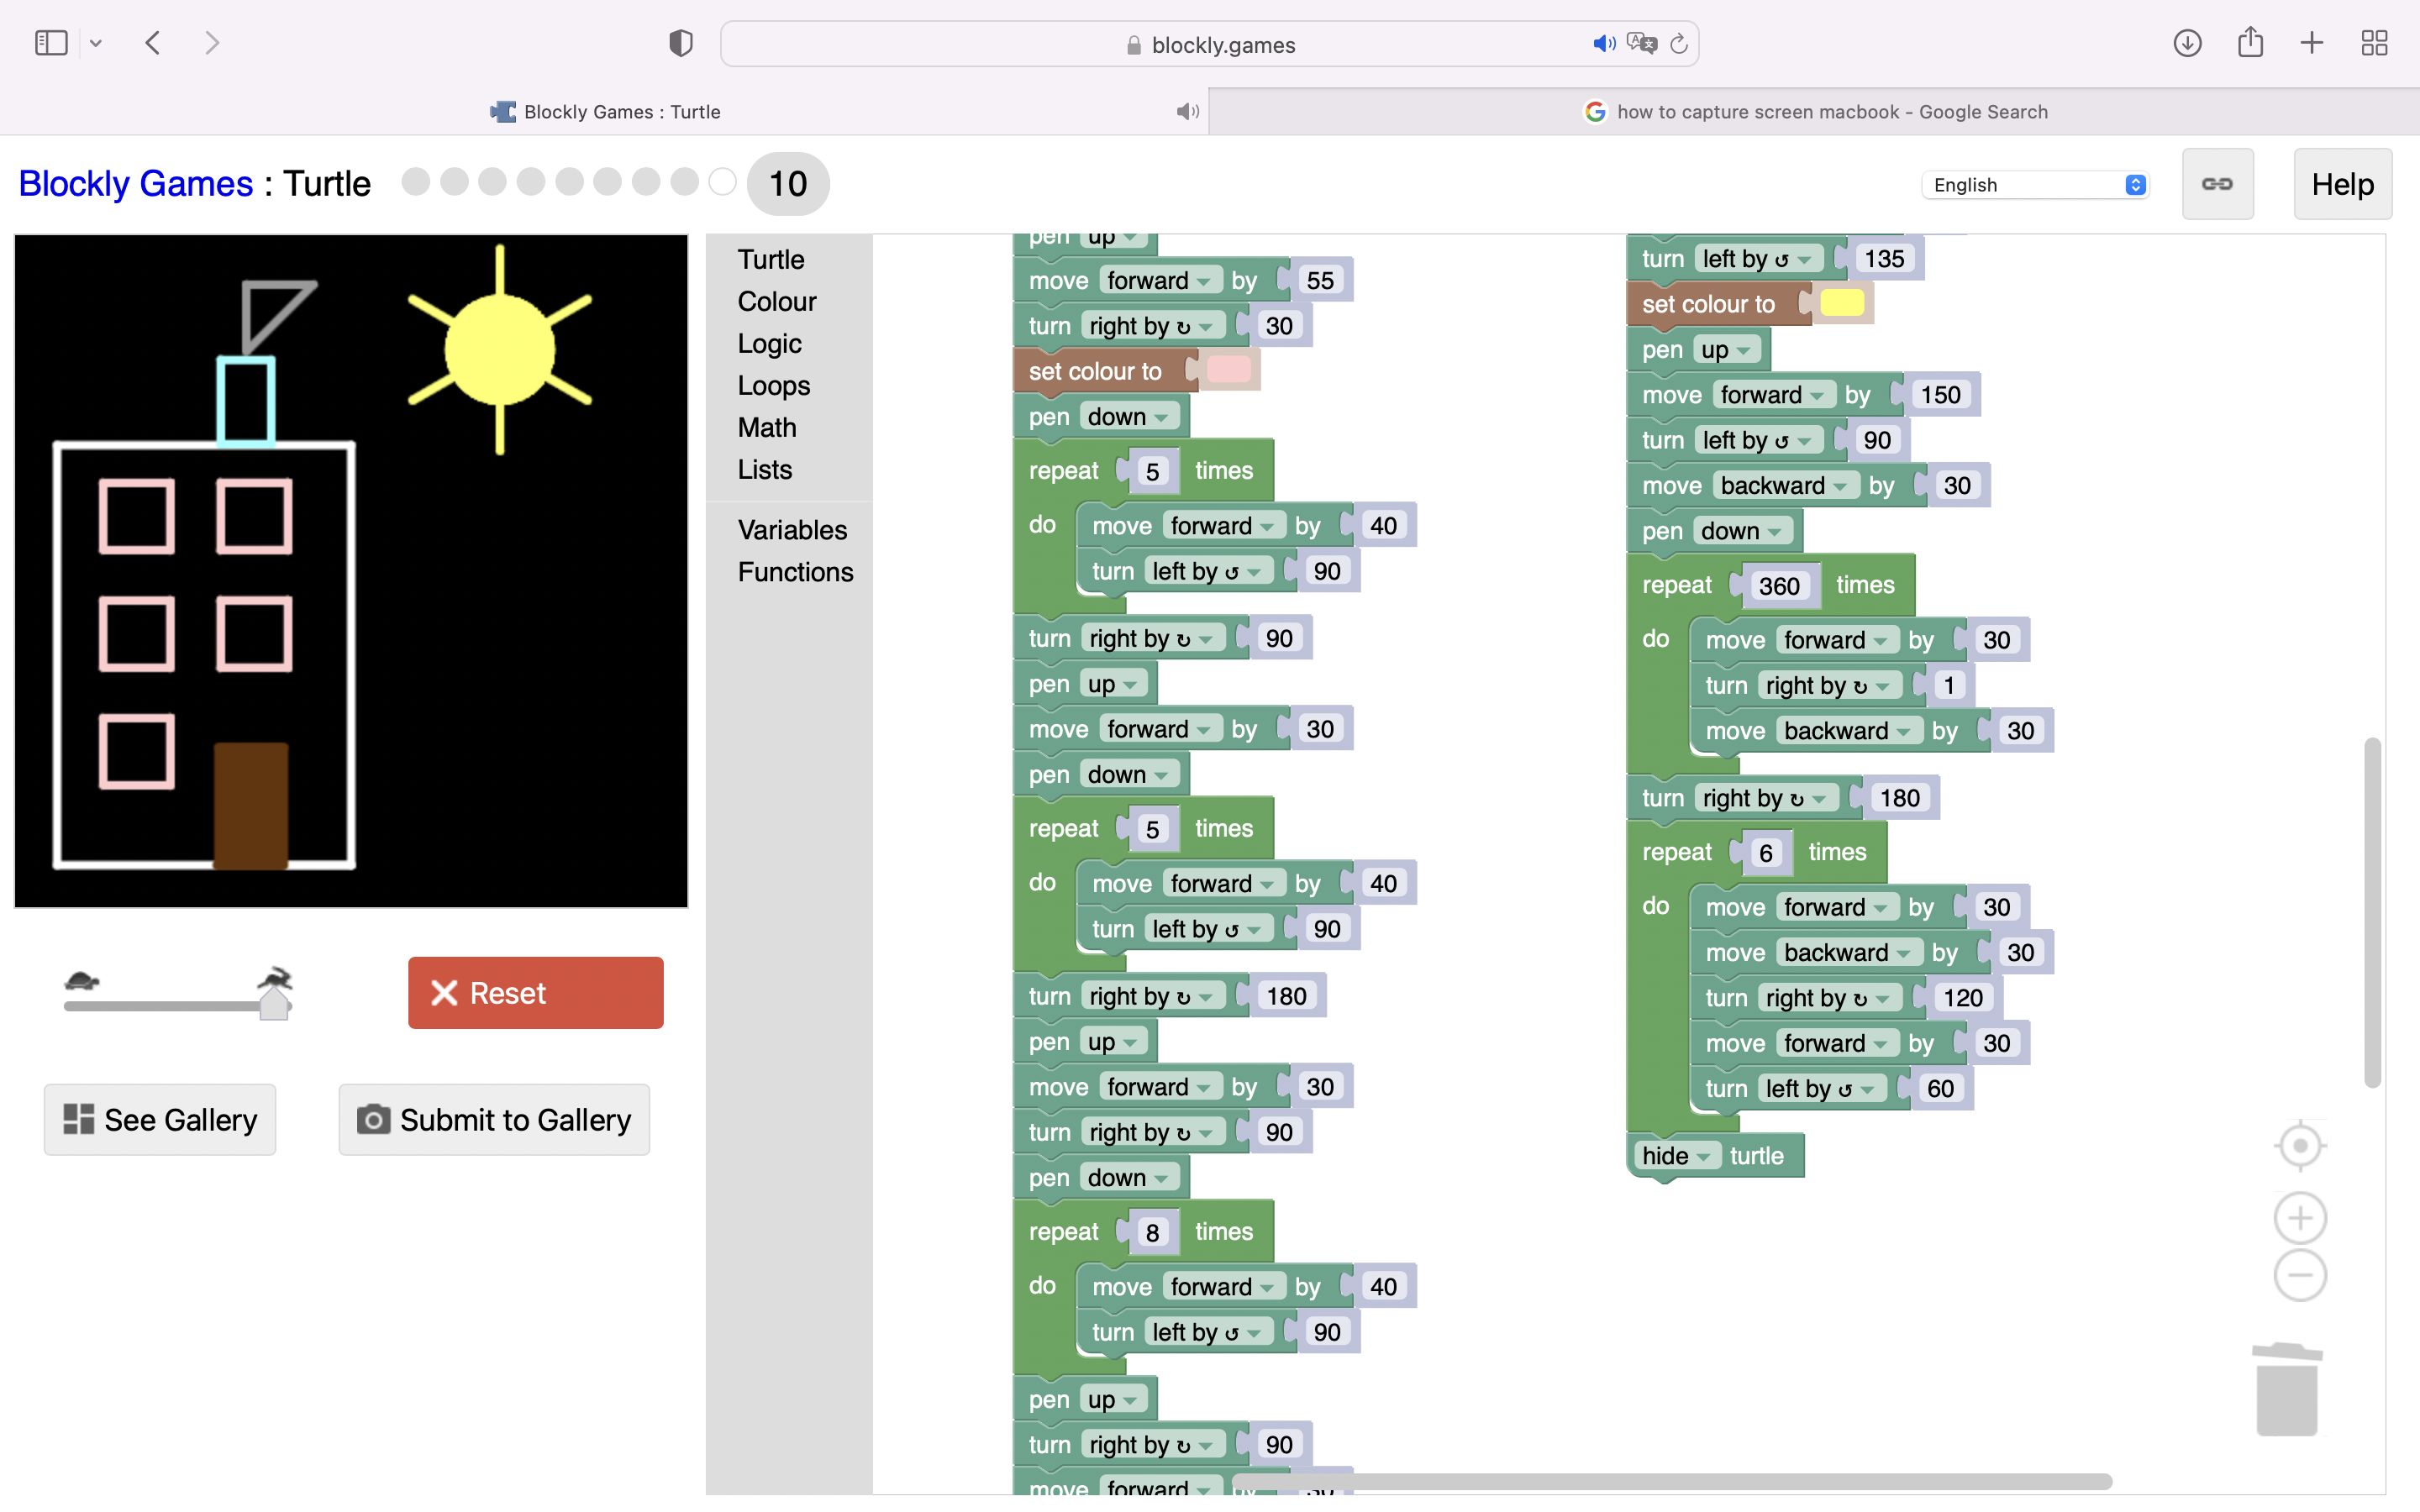 blockly.games
Blockly Games : Turtle
how to capture screen macbook - Google Search
Blockly Games : Turtle 10
English
Help
Turtle
Colour
Logic
Loops
Math
Lists
Variables
Functions
pen up
move forward by 55
turn right by ↻ 30
set colour to
pen down
repeat 5 times
do move forward by 40
turn left by ↺ 90
turn right by ↻ 90
pen up
move forward by 30
pen down
repeat 5 times
do move forward by 40
turn left by ↺ 90
turn right by ↻ 180
pen up
move forward by 30
turn right by ↻ 90
pen down
repeat 8 times
do move forward by 40
turn left by ↺ 90
pen up
turn right by ↻ 90
move forward by 30
turn left by ↺ 135
set colour to
pen up
move forward by 150
turn left by ↺ 90
move backward by 30
pen down
repeat 360 times
do move forward by 30
turn right by ↻ 1
move backward by 30
turn right by ↻ 180
repeat 6 times
do move forward by 30
move backward by 30
turn right by ↻ 120
move forward by 30
turn left by ↺ 60
hide turtle
Reset
See Gallery
Submit to Gallery